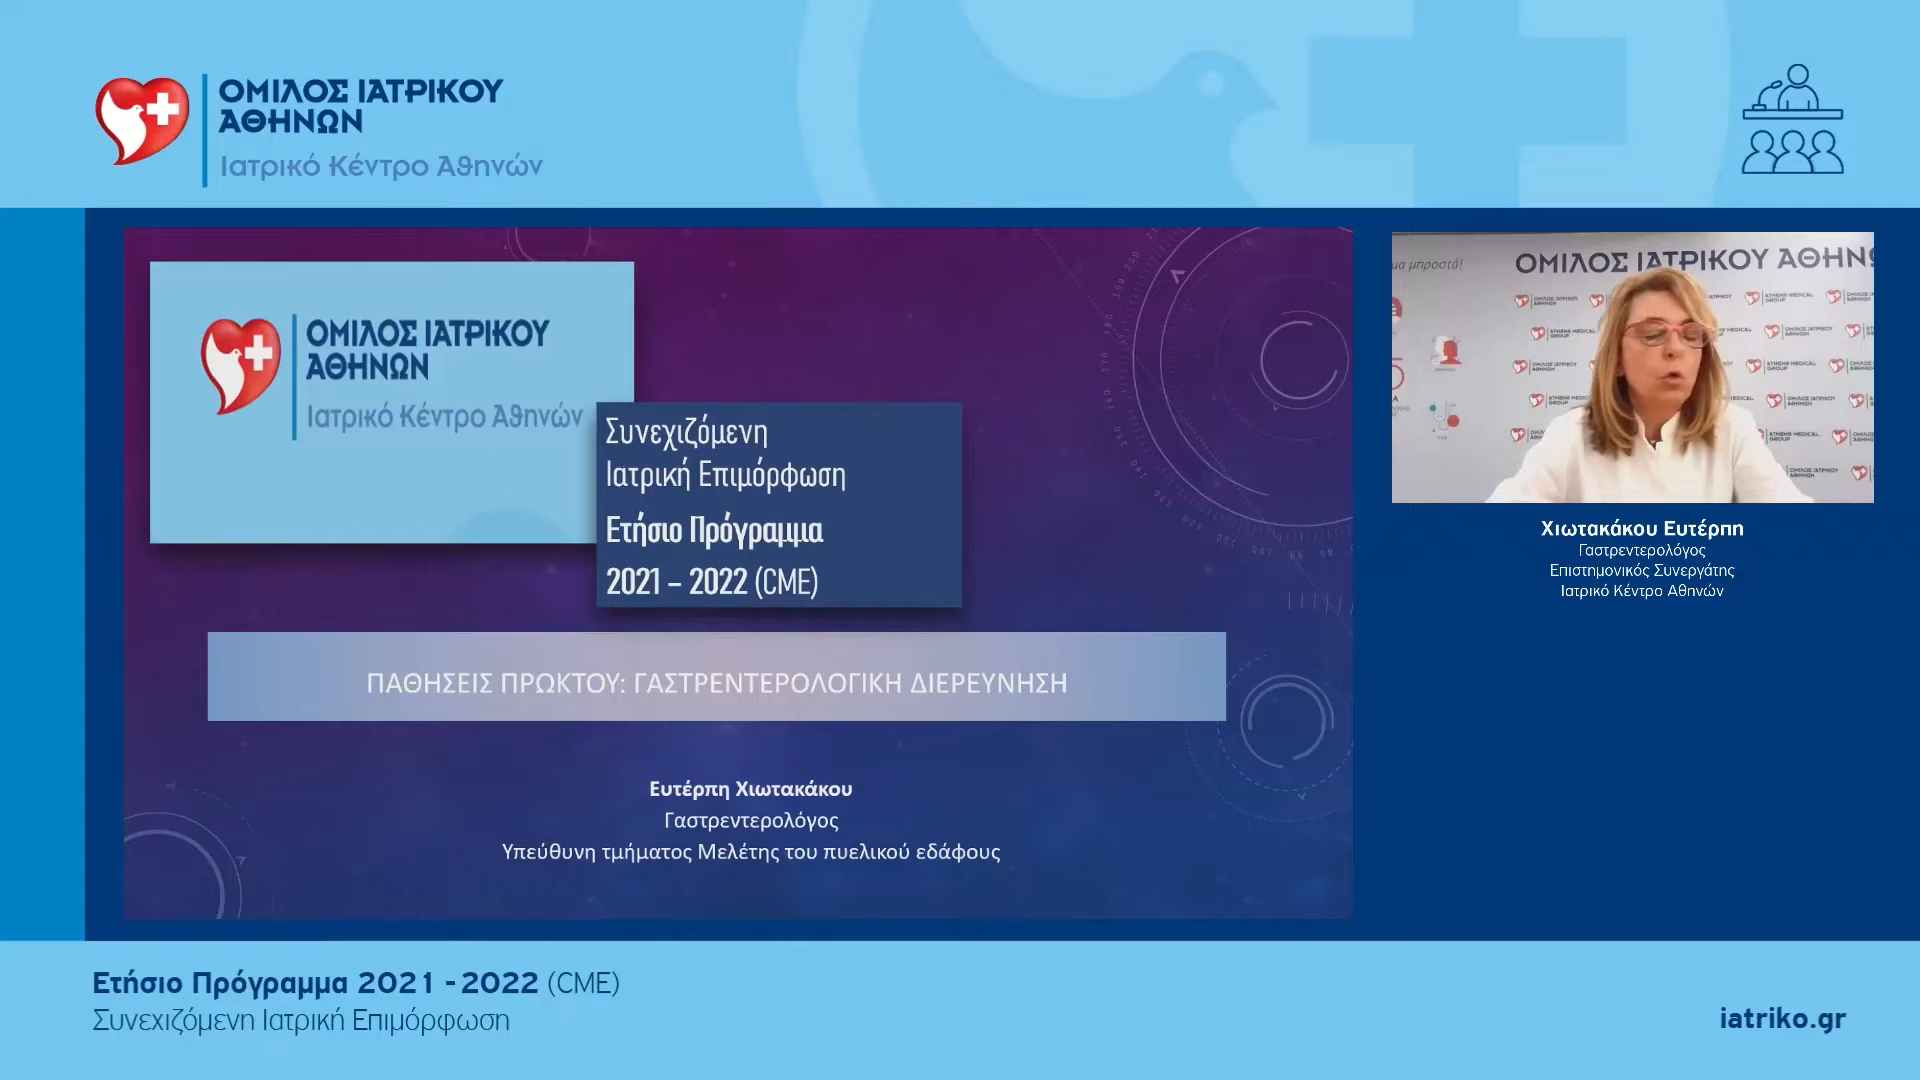 ΟΜΙΛΟΣ ΙΑΤΡΙΚΟΥ
ΑΘΗΝΩΝ
Ιατρικό Κέντρο Αθηνών
ΟΜΙΛΟΣ ΙΑΤΡΙΚΟΥ
ΑΘΗΝΩΝ
Ιατρικό Κέντρο Αθηνών
Συνεχιζόμενη
Ιατρική Επιμόρφωση
Ετήσιο Πρόγραμμα
2021 – 2022 (CME)
ΠΑΘΗΣΕΙΣ ΠΡΩΚΤΟΥ: ΓΑΣΤΡΕΝΤΕΡΟΛΟΓΙΚΗ ΔΙΕΡΕΥΝΗΣΗ
Ευτέρπη Χιωτακάκου
Γαστρεντερολόγος
Υπεύθυνη τμήματος Μελέτης του πυελικού εδάφους
μα μπροστά!
ΟΜΙΛΟΣ ΙΑΤΡΙΚΟΥ ΑΘΗΝ
Χιωτακάκου Ευτέρπη
Γαστρεντερολόγος
Επιστημονικός Συνεργάτης
Ιατρικό Κέντρο Αθηνών
Ετήσιο Πρόγραμμα 2021 - 2022 (CME)
Συνεχιζόμενη Ιατρική Επιμόρφωση
iatriko.gr